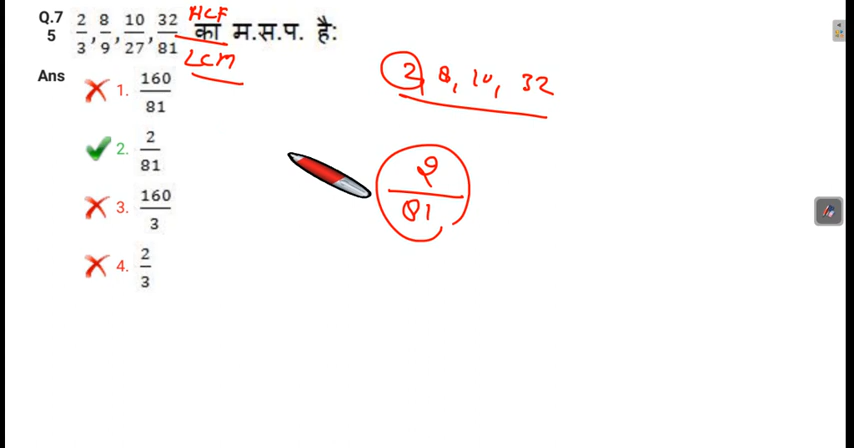 Q.7 2/3, 8/9, 10/27, 32/81 का म.स.प. है:
5
HCF
LCM
2, 8, 10, 32
Ans
1. 160/81
2. 2/81
3. 160/3
4. 2/3
2/81